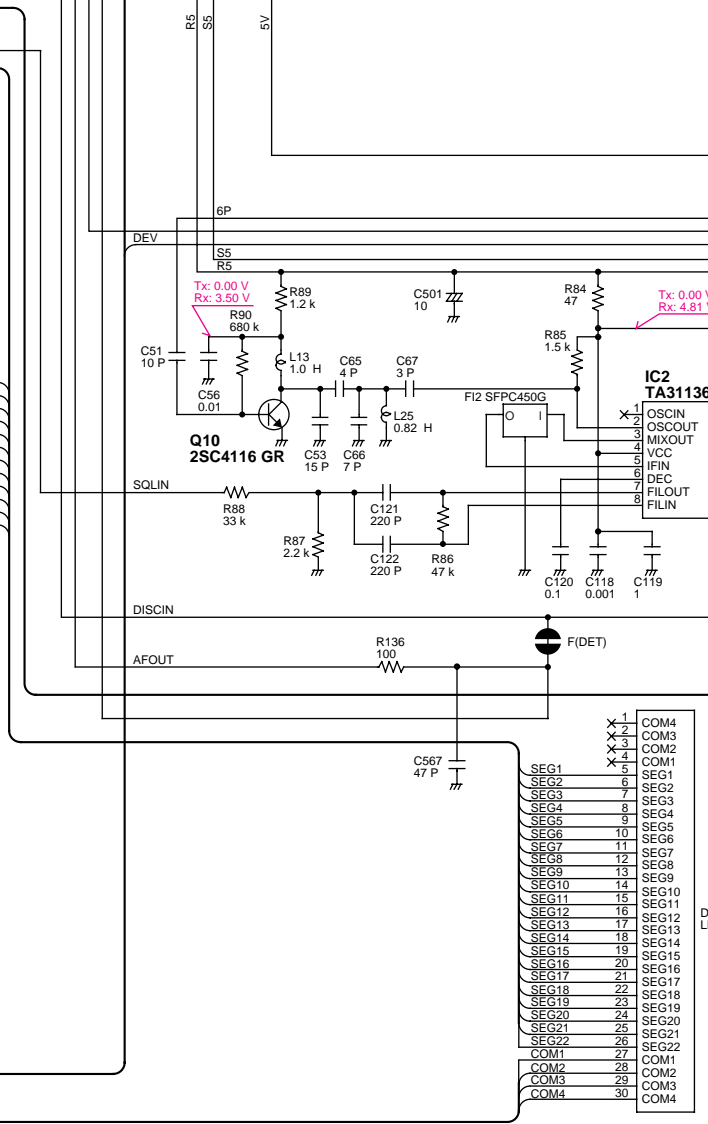 R5
S5
5V
6P
DEV
S5
R5
Tx: 0.00 V
Rx: 3.50 V
R90
680 k
R89
1.2 k
C501
10
R84
47
Tx: 0.00 V
Rx: 4.81 V
C51
10 P
C56
0.01
L13
1.0 H
C65
4 P
C67
3 P
R85
1.5 k
IC2
TA31136
FI2 SFPC450G
O I
L25
0.82 H
Q10
2SC4116 GR
C53
15 P
C66
7 P
1 OSCIN
2 OSCOUT
3 MIXOUT
4 VCC
5 IFIN
6 DEC
7 FILOUT
8 FILIN
SQLIN
R88
33 k
C121
220 P
R87
2.2 k
C122
220 P
R86
47 k
C120
0.1
C118
0.001
C119
1
DISCIN
F(DET)
AFOUT
R136
100
C567
47 P
1 COM4
2 COM3
3 COM2
4 COM1
SEG1 5 SEG1
SEG2 6 SEG2
SEG3 7 SEG3
SEG4 8 SEG4
SEG5 9 SEG5
SEG6 10 SEG6
SEG7 11 SEG7
SEG8 12 SEG8
SEG9 13 SEG9
SEG10 14 SEG10
SEG11 15 SEG11
SEG12 16 SEG12
SEG13 17 SEG13
SEG14 18 SEG14
SEG15 19 SEG15
SEG16 20 SEG16
SEG17 21 SEG17
SEG18 22 SEG18
SEG19 23 SEG19
SEG20 24 SEG20
SEG21 25 SEG21
SEG22 26 SEG22
COM1 27 COM1
COM2 28 COM2
COM3 29 COM3
COM4 30 COM4